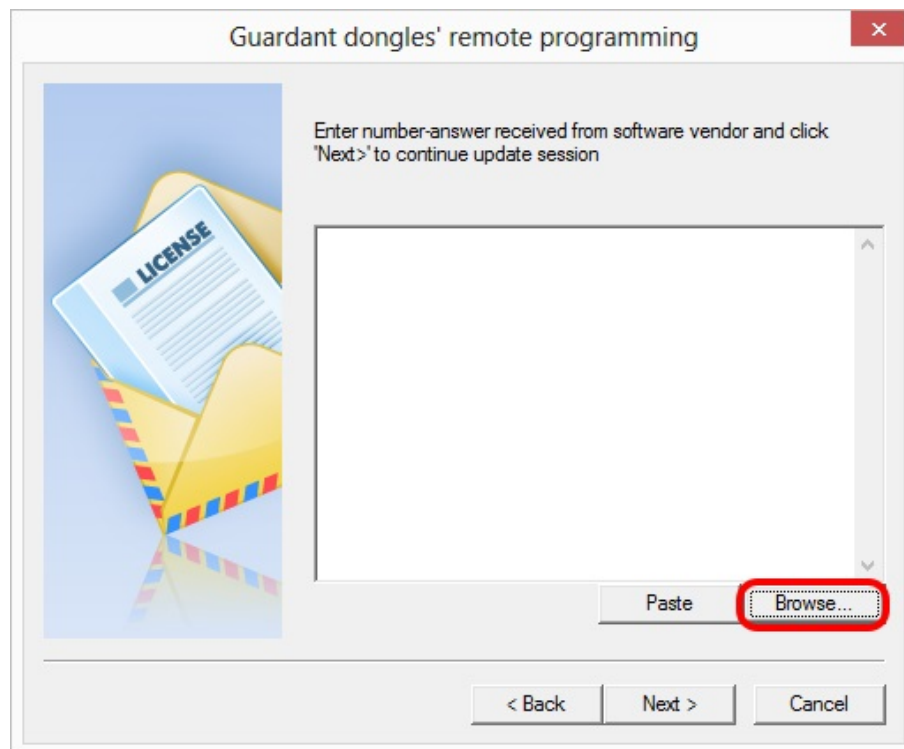 Guardant dongles' remote programming
Enter number-answer received from software vendor and click
'Next>' to continue update session
LICENSE
Paste
Browse...
< Back
Next >
Cancel